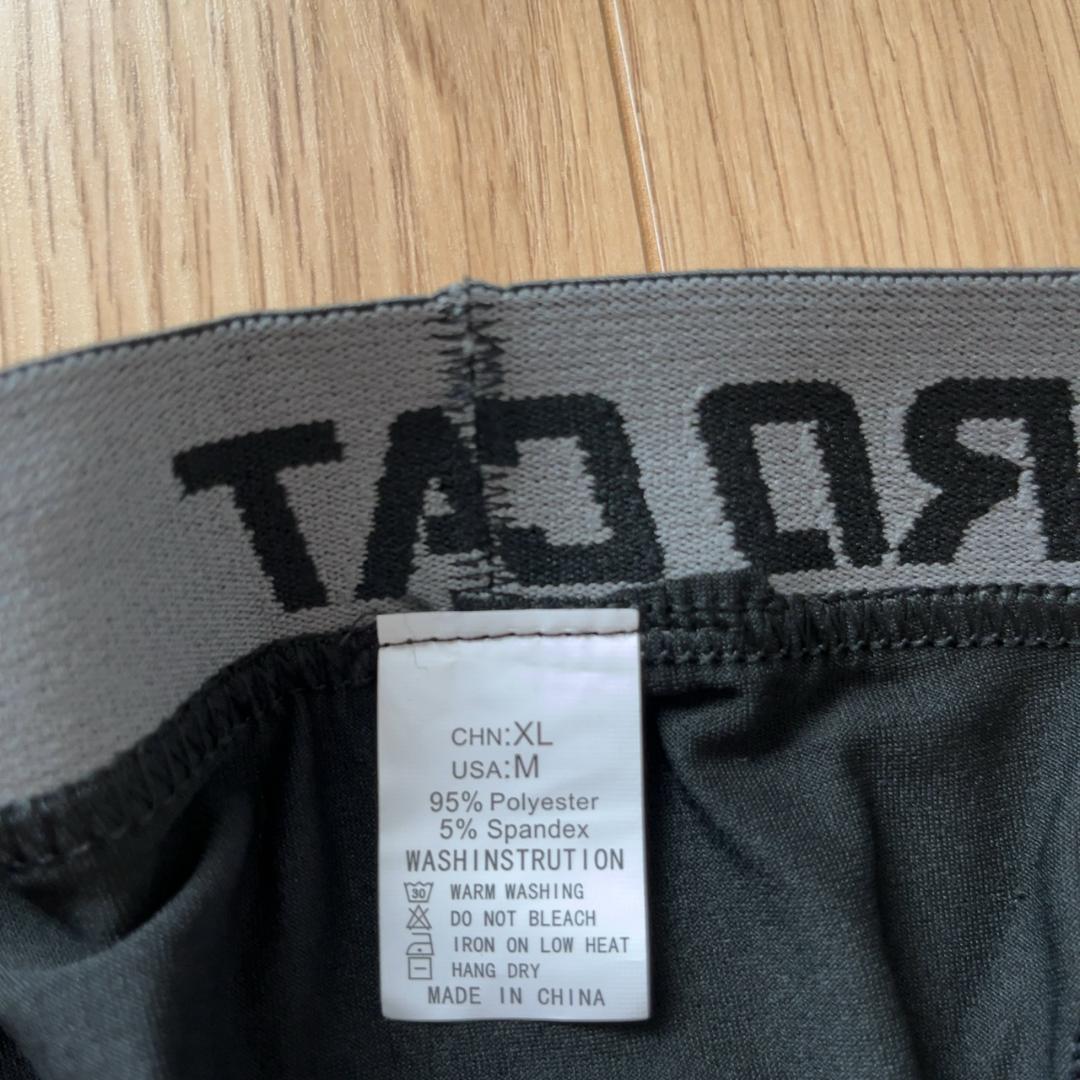 CHN:XL
USA:M
95% Polyester
5% Spandex
WASHINSTRUTION
30 WARM WASHING
DO NOT BLEACH
IRON ON LOW HEAT
HANG DRY
MADE IN CHINA